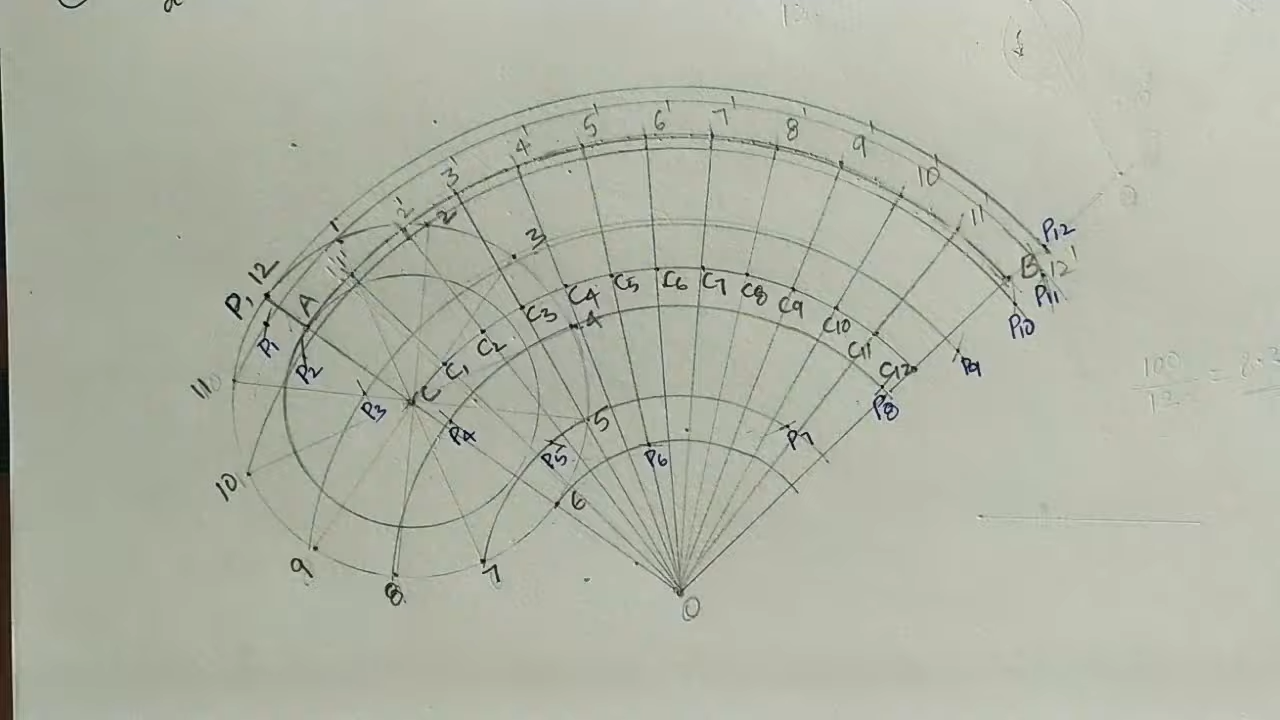 1 2' 3 4 5 6 7 8 9 10 11 12'
1' 2 3
P, 12 A B P12
P1 P2 P3 P4 P5 P6 P7 P8 P9 P10 P11
C C1 C2 C3 C4 C5 C6 C7 C8 C9 C10 C11 C12
4
5
6
7
8
9
10
11
O
100
12
=